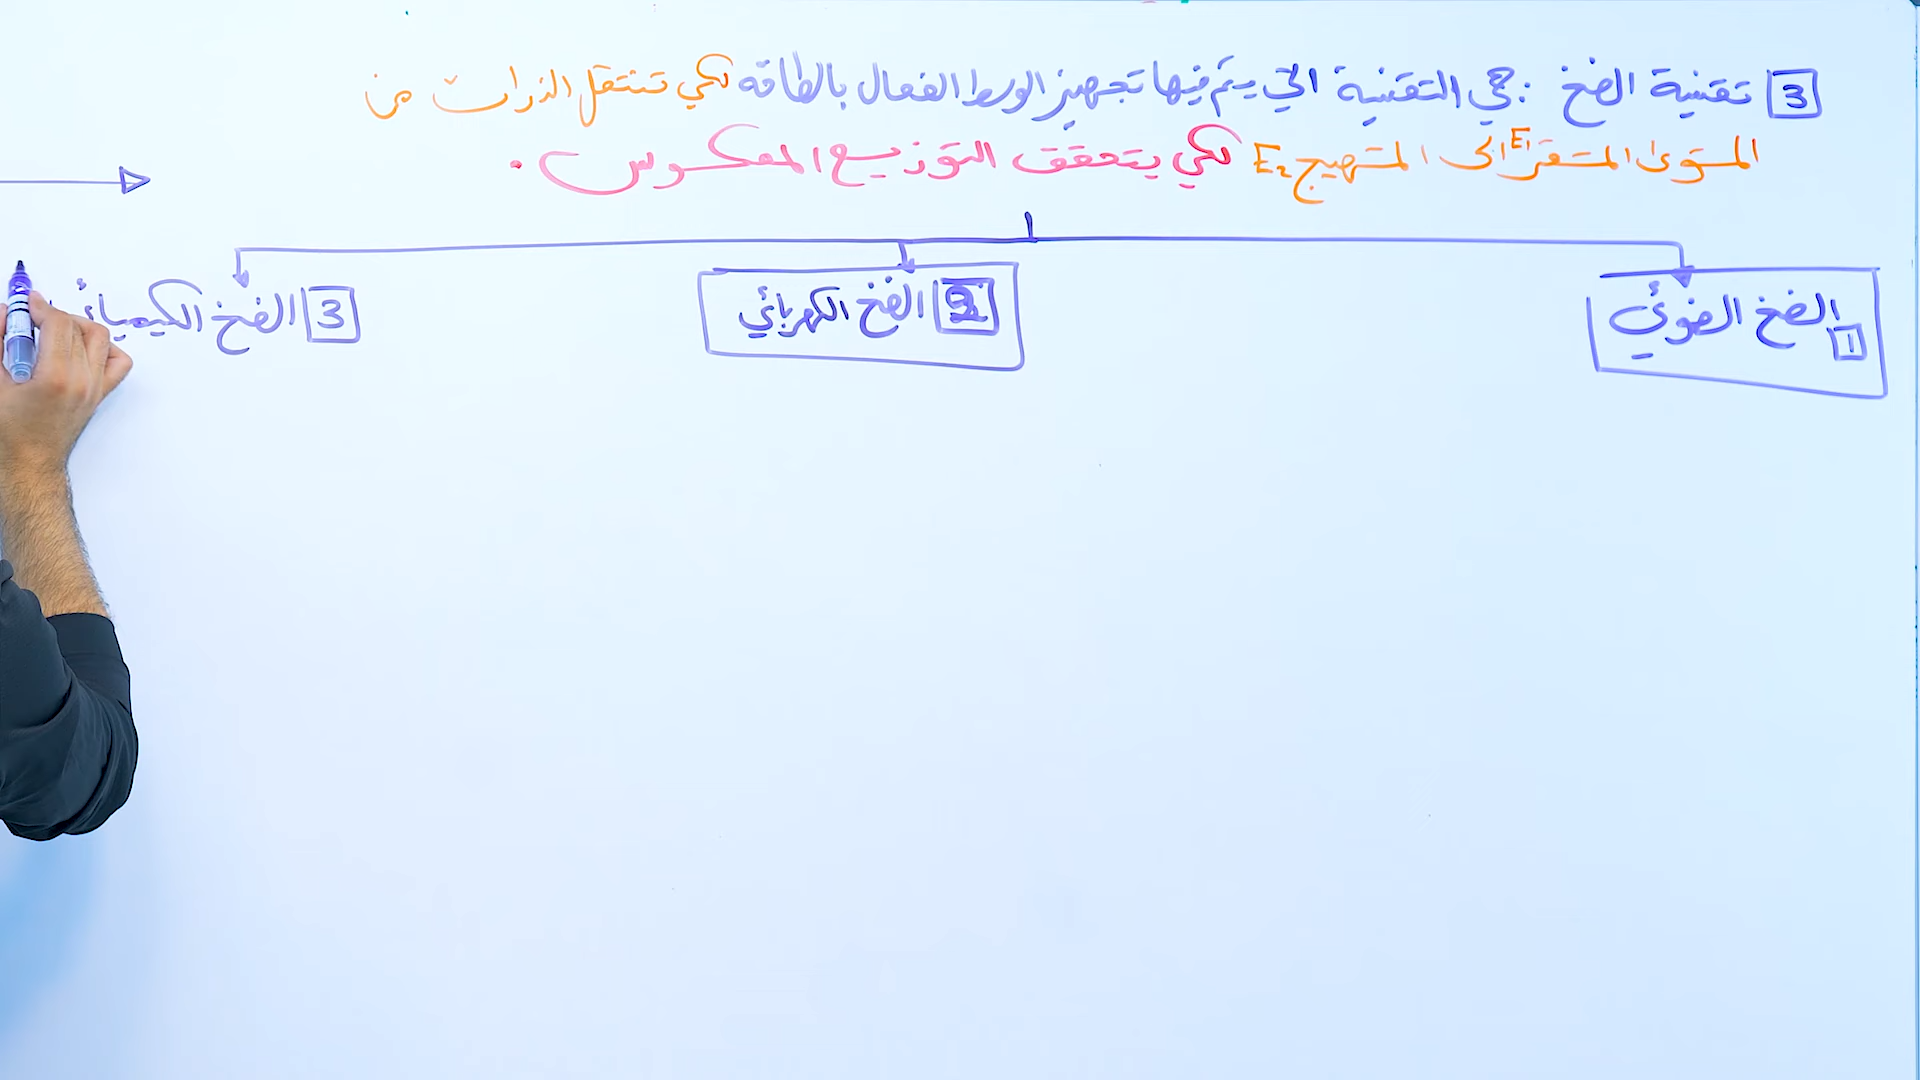 3 تقنية الضخ : هي التقنية التي يتم فيها تجهيز الوسط الفعال بالطاقه لكي تنتقل الذرات من
المستوى المستقر E1 الى المتهيج E2 لكي يتحقق التوزيع المعكوس .
1 الضخ الضوئي
2 الضخ الكهربائي
3 الضخ الكيميائي